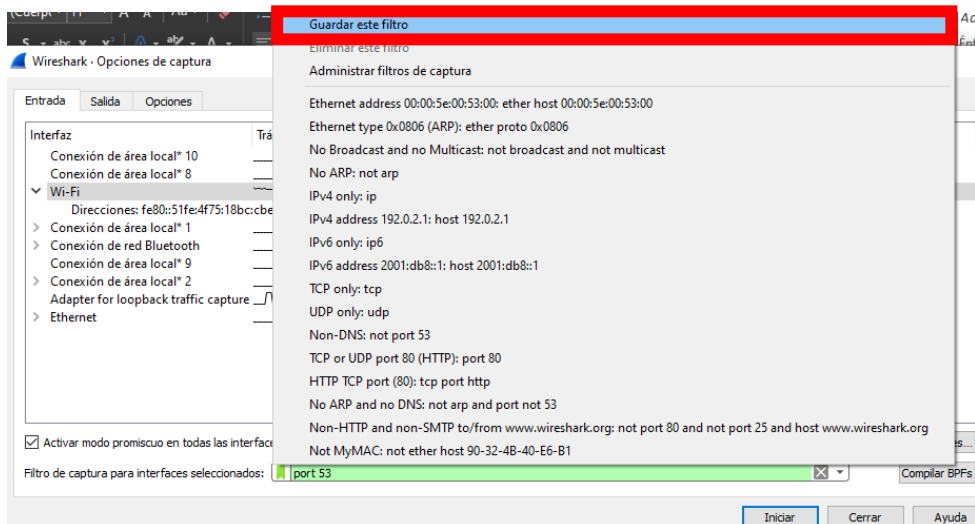 Guardar este filtro
Eliminar este filtro
Administrar filtros de captura
Wireshark · Opciones de captura
Entrada Salida Opciones
Ethernet address 00:00:5e:00:53:00: ether host 00:00:5e:00:53:00
Ethernet type 0x0806 (ARP): ether proto 0x0806
No Broadcast and no Multicast: not broadcast and not multicast
No ARP: not arp
IPv4 only: ip
IPv4 address 192.0.2.1: host 192.0.2.1
IPv6 only: ip6
IPv6 address 2001:db8::1: host 2001:db8::1
TCP only: tcp
UDP only: udp
Non-DNS: not port 53
TCP or UDP port 80 (HTTP): port 80
HTTP TCP port (80): tcp port http
No ARP and no DNS: not arp and port not 53
Non-HTTP and non-SMTP to/from www.wireshark.org: not port 80 and not port 25 and host www.wireshark.org
Not MyMAC: not ether host 90-32-4B-40-E6-B1
Interfaz Trá
Conexión de área local* 10
Conexión de área local* 8
Wi-Fi
Direcciones: fe80::51fe:4f75:18bc:cbe
Conexión de área local* 1
Conexión de red Bluetooth
Conexión de área local* 9
Conexión de área local* 2
Adapter for loopback traffic capture
Ethernet
Activar modo promiscuo en todas las interface
Filtro de captura para interfaces seleccionados: port 53
Compilar BPFs
Iniciar Cerrar Ayuda